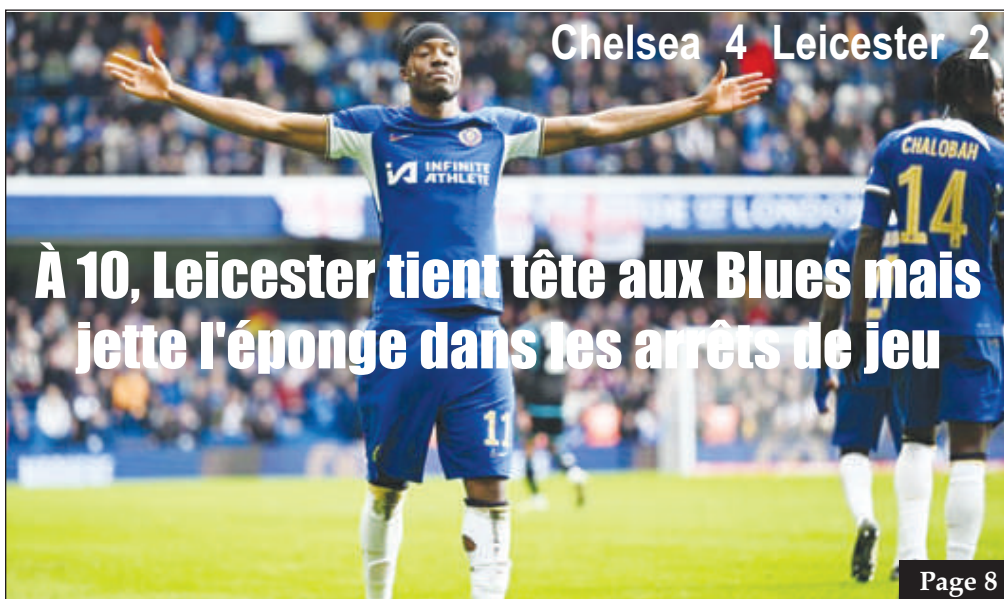 Chelsea 4 Leicester 2
INFINITE
ATHLETE
CHALOBAH
14
À 10, Leicester tient tête aux Blues mais
jette l'éponge dans les arrêts de jeu
11
Page 8